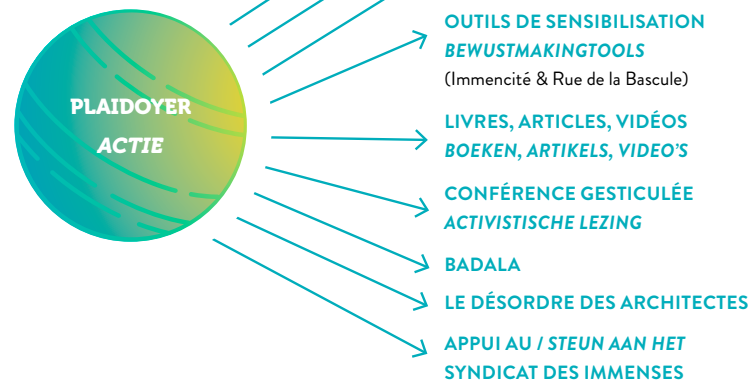 PLAIDOYER
ACTIE
OUTILS DE SENSIBILISATION
BEWUSTMAKINGTOOLS
(Immencité & Rue de la Bascule)
LIVRES, ARTICLES, VIDÉOS
BOEKEN, ARTIKELS, VIDEO'S
CONFÉRENCE GESTICULÉE
ACTIVISTISCHE LEZING
BADALA
LE DÉSORDRE DES ARCHITECTES
APPUI AU / STEUN AAN HET
SYNDICAT DES IMMENSES